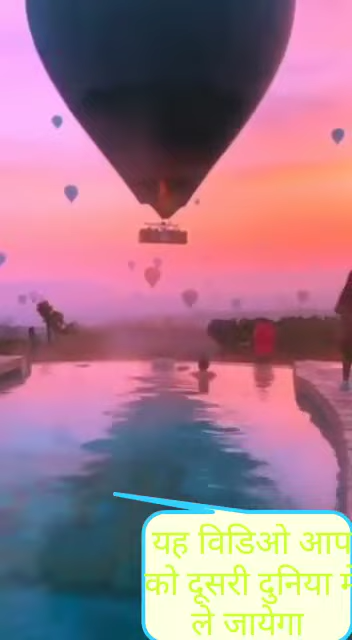 यह विडिओ आप
को दूसरी दुनिया में
ले जायेगा